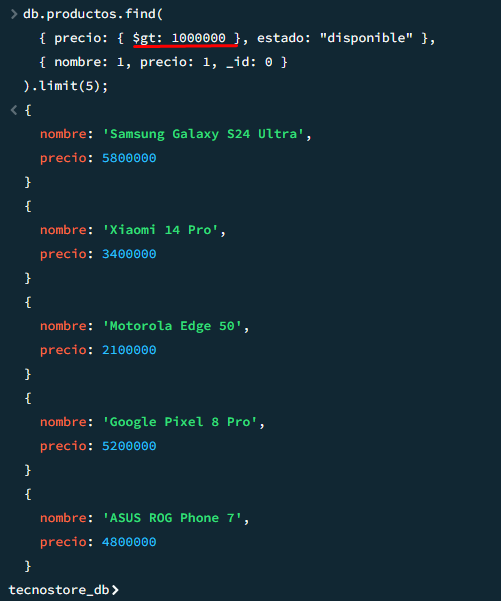 > db.productos.find(
{ precio: { $gt: 1000000 }, estado: "disponible" },
{ nombre: 1, precio: 1, _id: 0 }
).limit(5);
< {
nombre: 'Samsung Galaxy S24 Ultra',
precio: 5800000
}
{
nombre: 'Xiaomi 14 Pro',
precio: 3400000
}
{
nombre: 'Motorola Edge 50',
precio: 2100000
}
{
nombre: 'Google Pixel 8 Pro',
precio: 5200000
}
{
nombre: 'ASUS ROG Phone 7',
precio: 4800000
}
tecnostore_db>